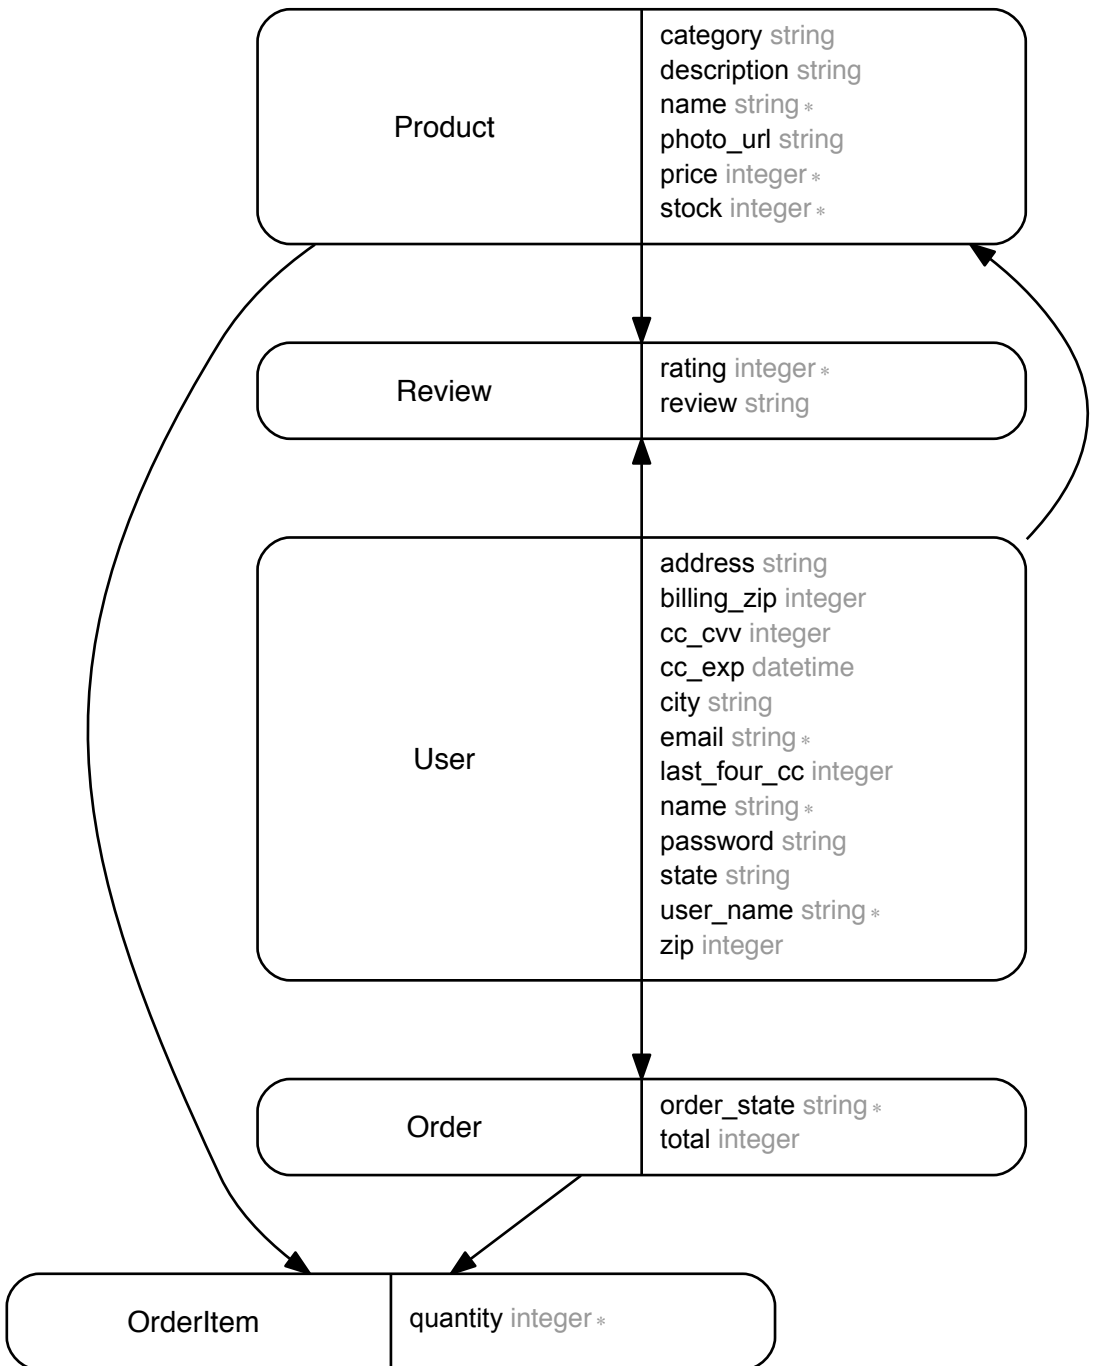 Product
category string
description string
name string *
photo_url string
price integer *
stock integer *
Review
rating integer *
review string
User
address string
billing_zip integer
cc_cvv integer
cc_exp datetime
city string
email string *
last_four_cc integer
name string *
password string
state string
user_name string *
zip integer
Order
order_state string *
total integer
OrderItem
quantity integer *